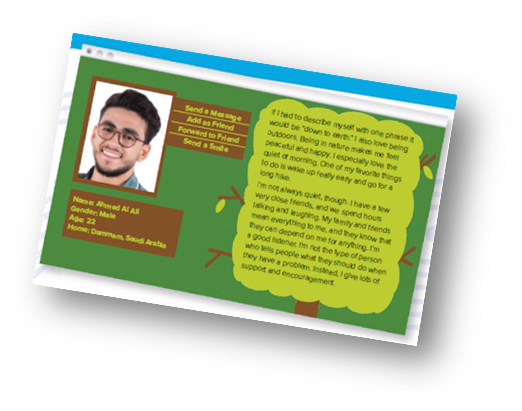 Send a Message
Add as Friend
Forward to Friend
Send a Smile
Name: Ahmed Al Ali
Gender: Male
Age: 22
Home: Dammam, Saudi Arabia
If I had to describe myself with one phrase it
would be "down to earth." I also love being
outdoors. Being in nature makes me feel
peaceful and happy. I especially love the
quiet of morning. One of my favorite things
to do is wake up really early and go for a
long hike.
I'm not always quiet, though. I have a few
very close friends, and we spend hours
talking and laughing. My family and friends
mean everything to me, and they know that
they can depend on me for anything. I'm
a good listener. I'm not the type of person
who tells people what they should do when
they have a problem. Instead, I give lots of
support and encouragement.